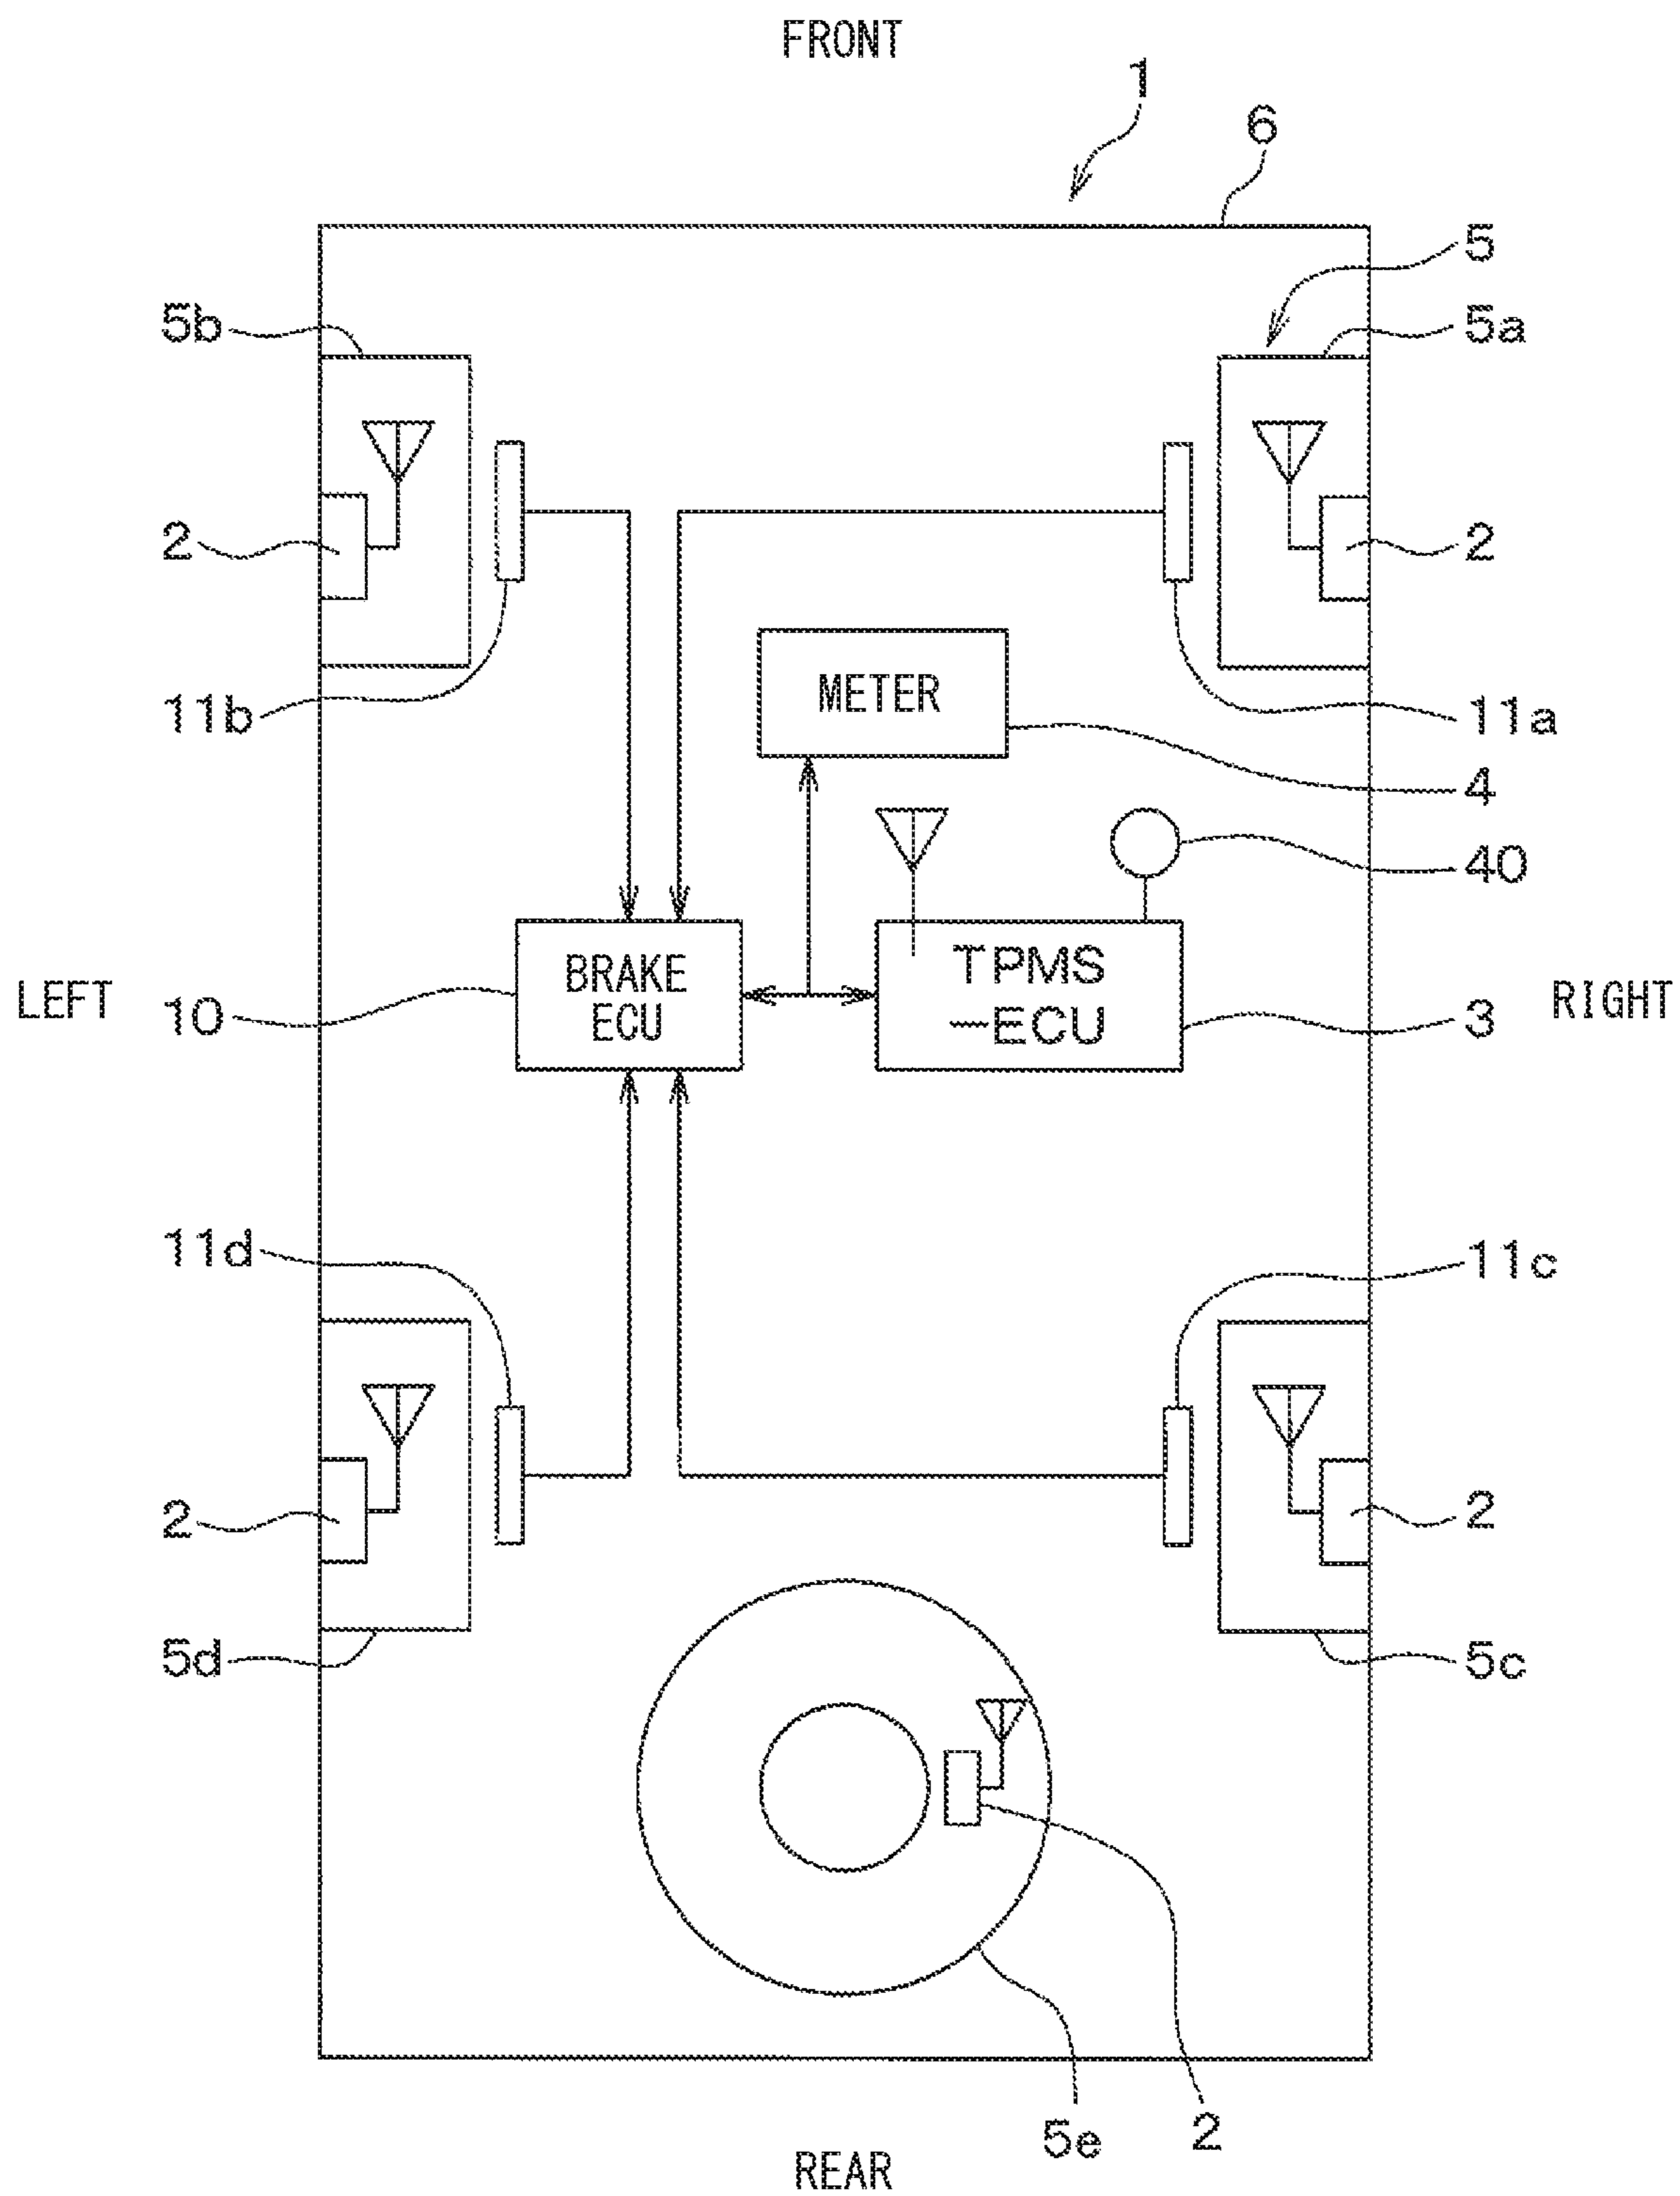 FRONT
1
6
5
5b
5a
2
2
11b
METER
11a
4
40
BRAKE
ECU
TPMS
-ECU
LEFT
10
3
RIGHT
11d
11c
2
2
5d
5c
5e
2
REAR